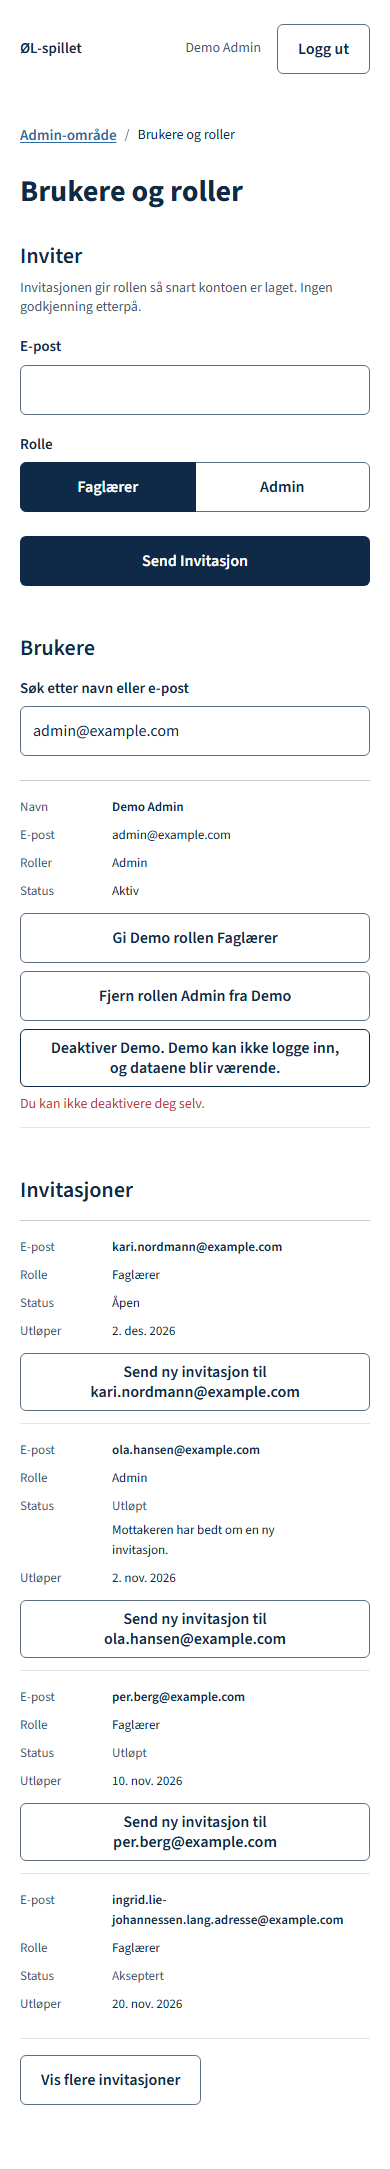 ØL-spillet
Demo Admin
Logg ut
Admin-område / Brukere og roller
Brukere og roller
Inviter
Invitasjonen gir rollen så snart kontoen er laget. Ingen
godkjenning etterpå.
E-post
Rolle
Faglærer
Admin
Send Invitasjon
Brukere
Søk etter navn eller e-post
admin@example.com
Navn Demo Admin
E-post admin@example.com
Roller Admin
Status Aktiv
Gi Demo rollen Faglærer
Fjern rollen Admin fra Demo
Deaktiver Demo. Demo kan ikke logge inn,
og dataene blir værende.
Du kan ikke deaktivere deg selv.
Invitasjoner
E-post kari.nordmann@example.com
Rolle Faglærer
Status Åpen
Utløper 2. des. 2026
Send ny invitasjon til
kari.nordmann@example.com
E-post ola.hansen@example.com
Rolle Admin
Status Utløpt
Mottakeren har bedt om en ny
invitasjon.
Utløper 2. nov. 2026
Send ny invitasjon til
ola.hansen@example.com
E-post per.berg@example.com
Rolle Faglærer
Status Utløpt
Utløper 10. nov. 2026
Send ny invitasjon til
per.berg@example.com
E-post ingrid.lie-
johannessen.lang.adresse@example.com
Rolle Faglærer
Status Akseptert
Utløper 20. nov. 2026
Vis flere invitasjoner